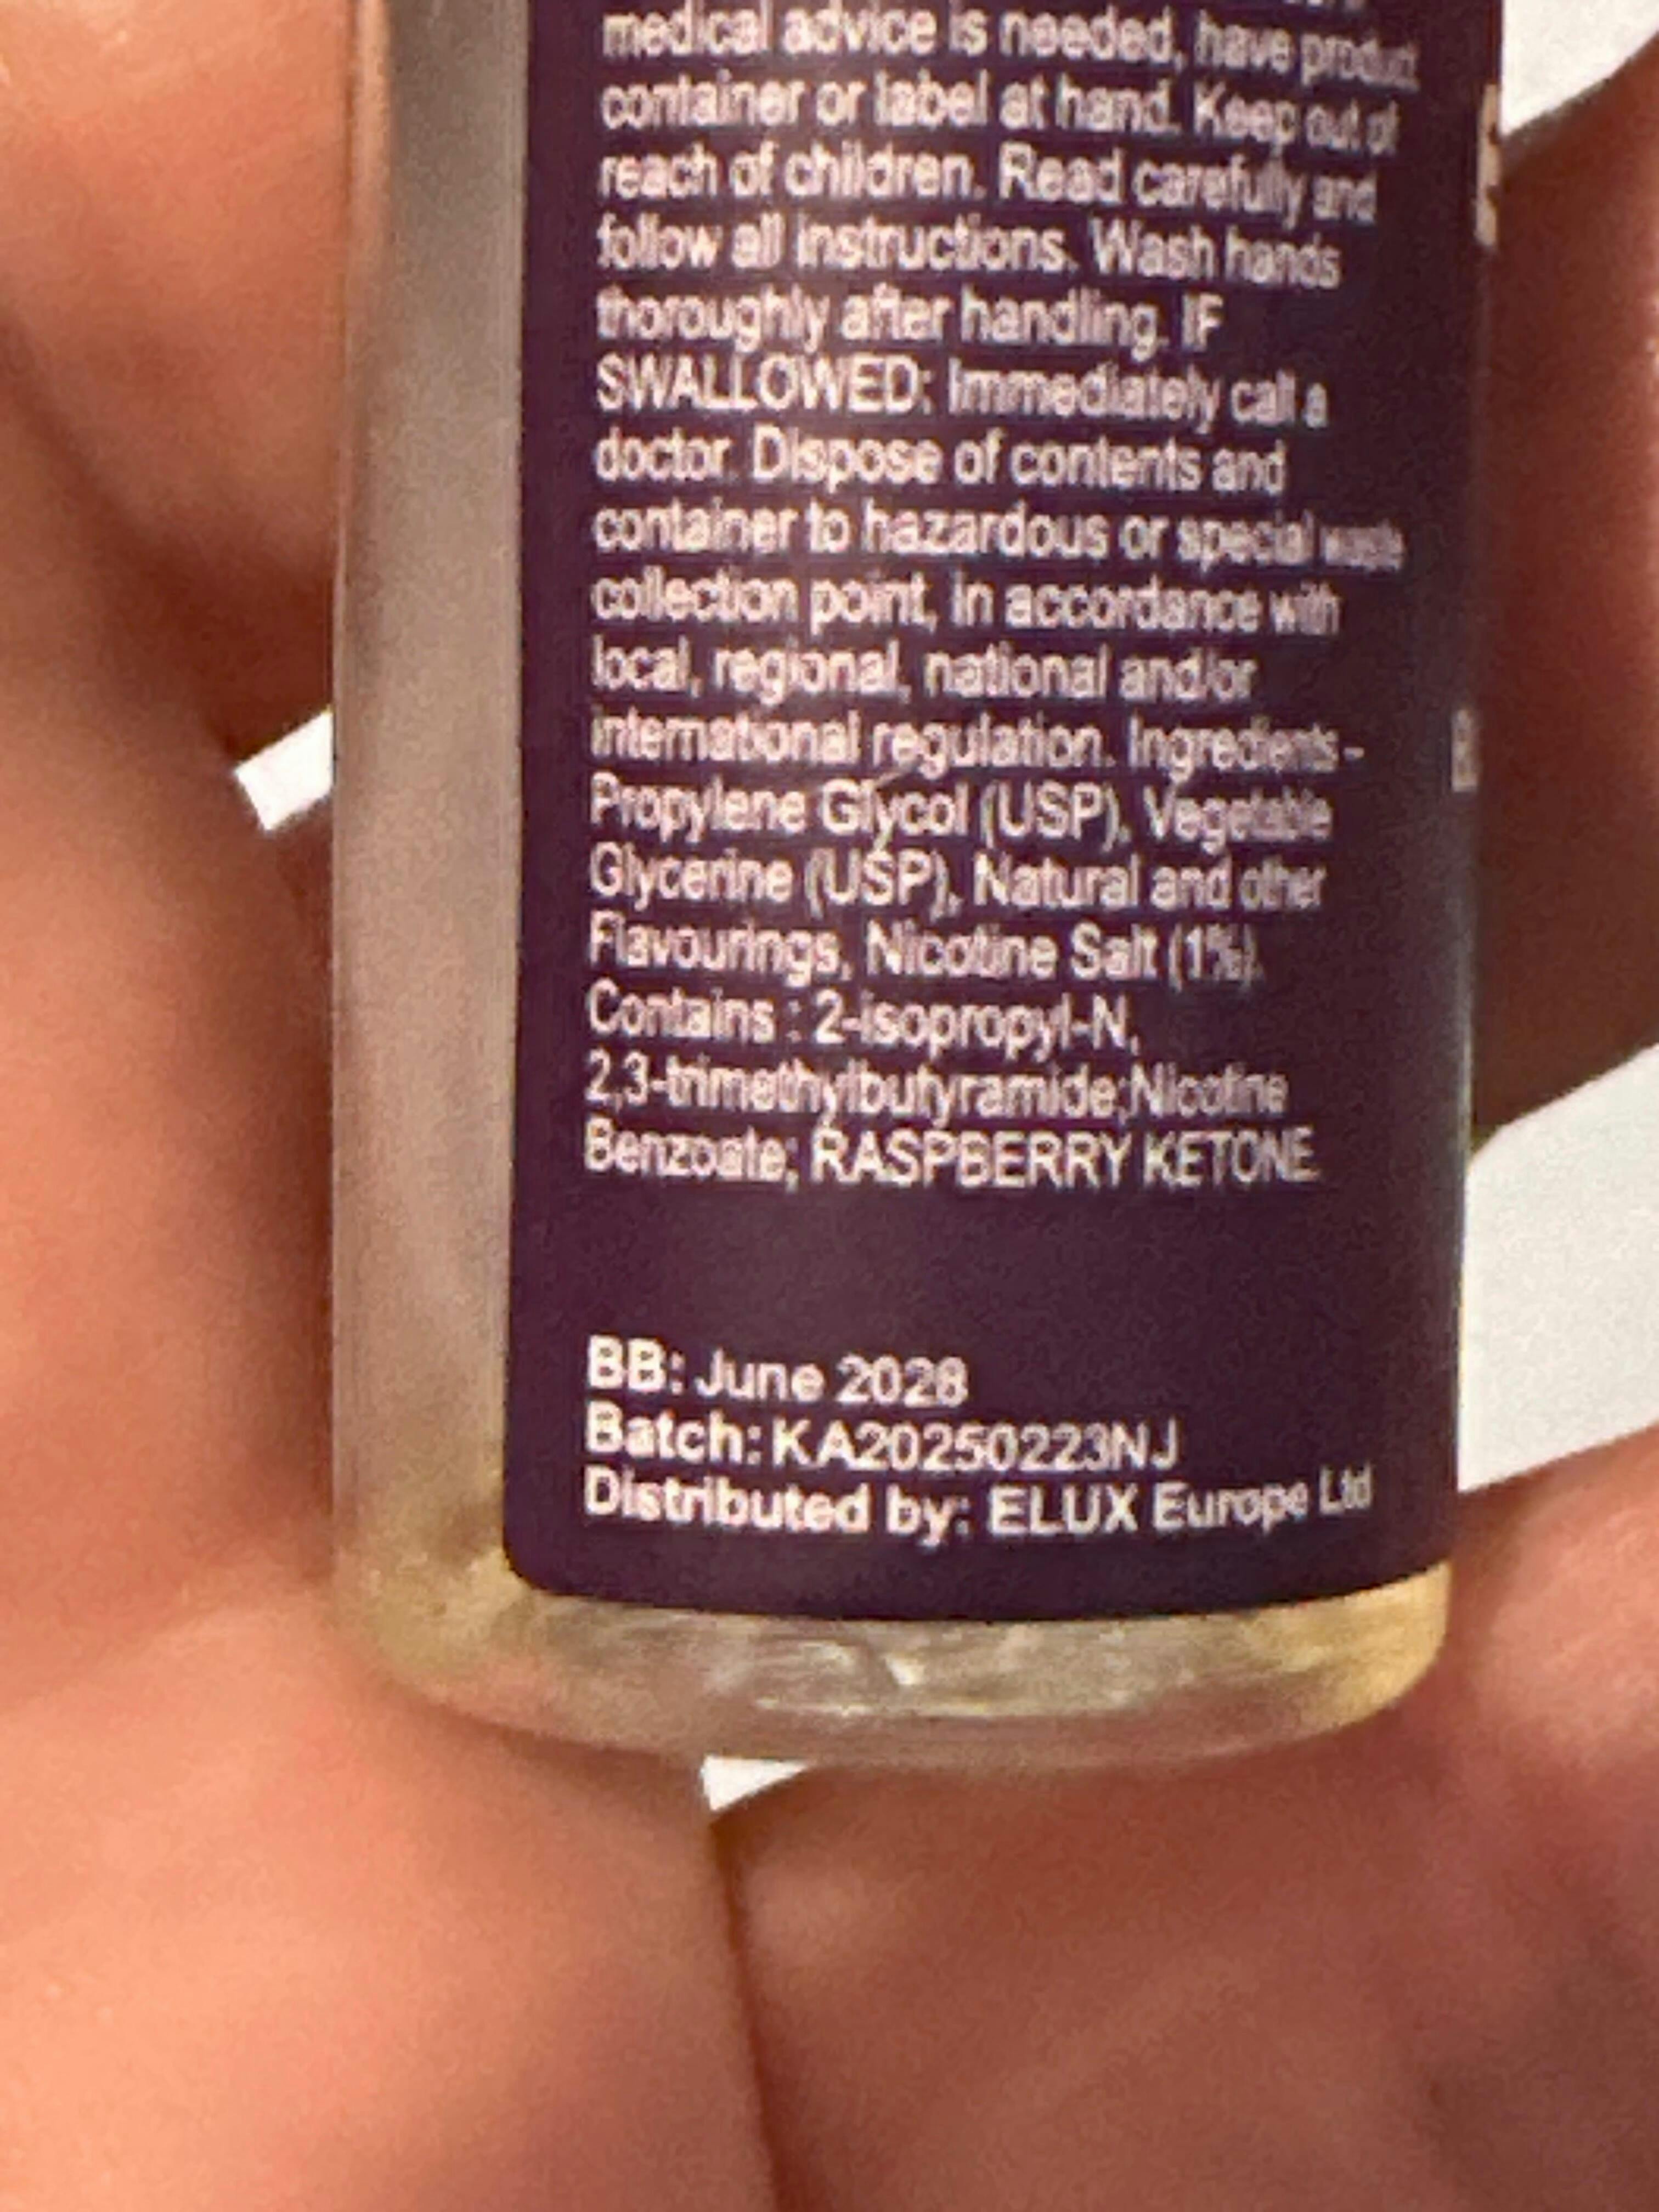 medical advice is needed, have product
container or label at hand. Keep out of
reach of children. Read carefully and
follow all instructions. Wash hands
thoroughly after handling. IF
SWALLOWED: Immediately call a
doctor. Dispose of contents and
container to hazardous or special waste
collection point, in accordance with
local, regional, national and/or
international regulation. Ingredients -
Propylene Glycol (USP), Vegetable
Glycerine (USP), Natural and other
Flavourings, Nicotine Salt (1%).
Contains : 2-isopropyl-N,
2,3-trimethylbutyramide;Nicotine
Benzoate; RASPBERRY KETONE.
BB: June 2028
Batch: KA20250223NJ
Distributed by: ELUX Europe Ltd